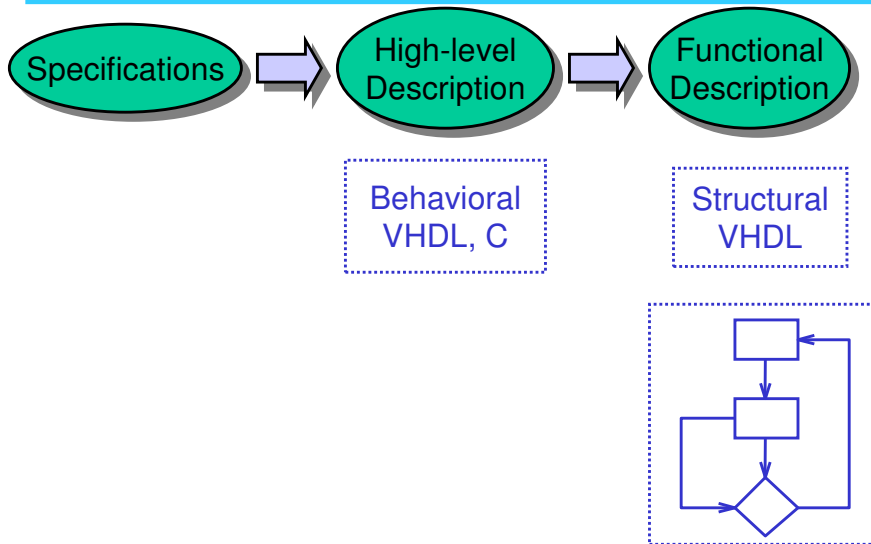 Specifications
High-level
Description
Functional
Description
Behavioral
VHDL, C
Structural
VHDL